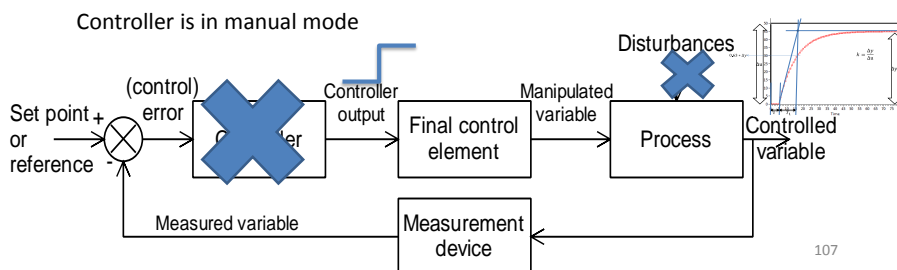 Controller is in manual mode
Disturbances
(control)
error
Controller
output
Manipulated
variable
Set point
or
reference
+
-
Final control
element
Process
Controlled
variable
Measured variable
Measurement
device
Time
107